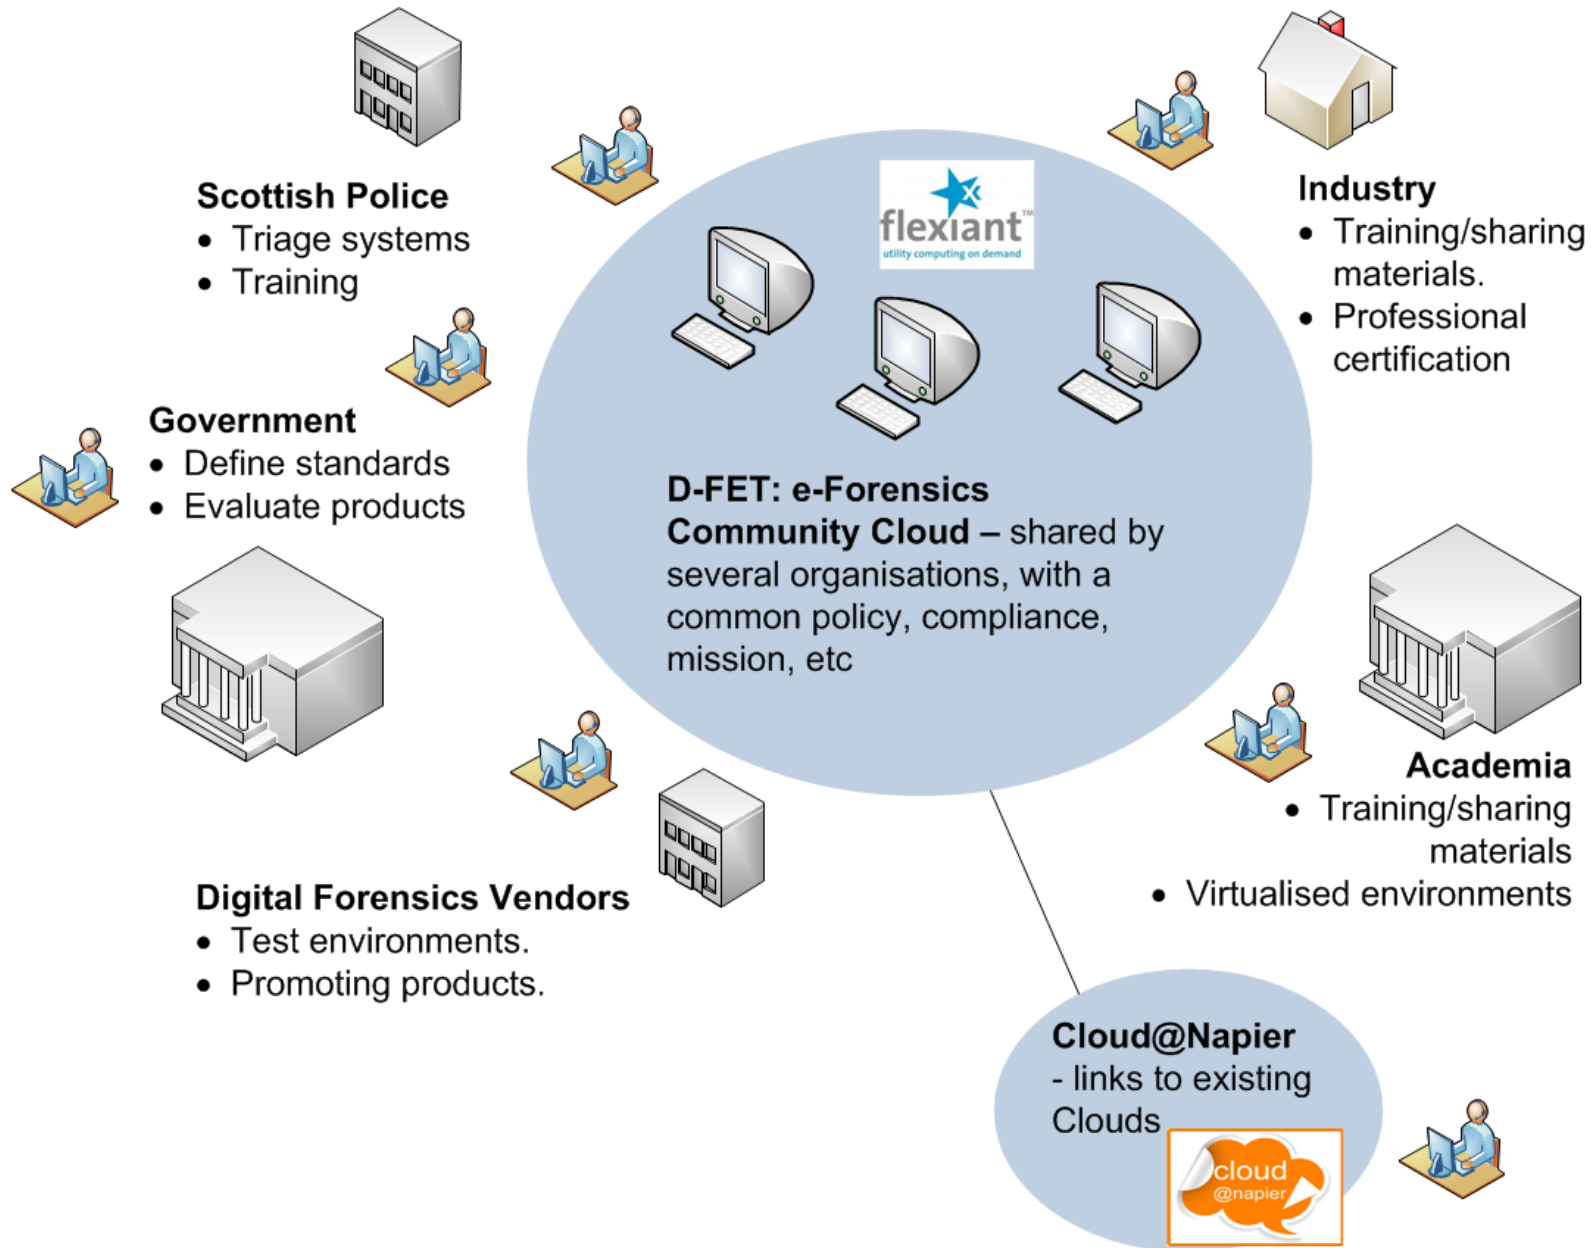 Scottish Police
• Triage systems
• Training
Government
• Define standards
• Evaluate products
Digital Forensics Vendors
• Test environments.
• Promoting products.
flexiant™
utility computing on demand
D-FET: e-Forensics
Community Cloud – shared by
several organisations, with a
common policy, compliance,
mission, etc
Industry
• Training/sharing
materials.
• Professional
certification
Academia
• Training/sharing
materials
• Virtualised environments
Cloud@Napier
- links to existing
Clouds
cloud
@napier